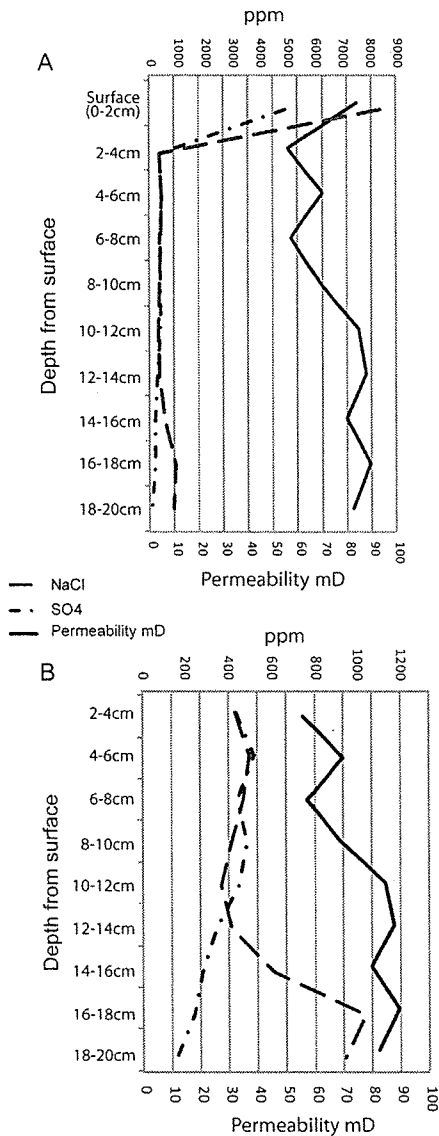 ppm
0 1000 2000 3000 4000 5000 6000 7000 8000 9000
A
Surface
(0-2cm)
2-4cm
4-6cm
6-8cm
8-10cm
10-12cm
12-14cm
14-16cm
16-18cm
18-20cm
Depth from surface
0 10 20 30 40 50 60 70 80 90 100
Permeability mD
NaCl
SO4
Permeability mD
ppm
200 400 600 800 1000 1200
B
2-4cm
4-6cm
6-8cm
8-10cm
10-12cm
12-14cm
14-16cm
16-18cm
18-20cm
Depth from surface
0 10 20 30 40 50 60 70 80 90 100
Permeability mD